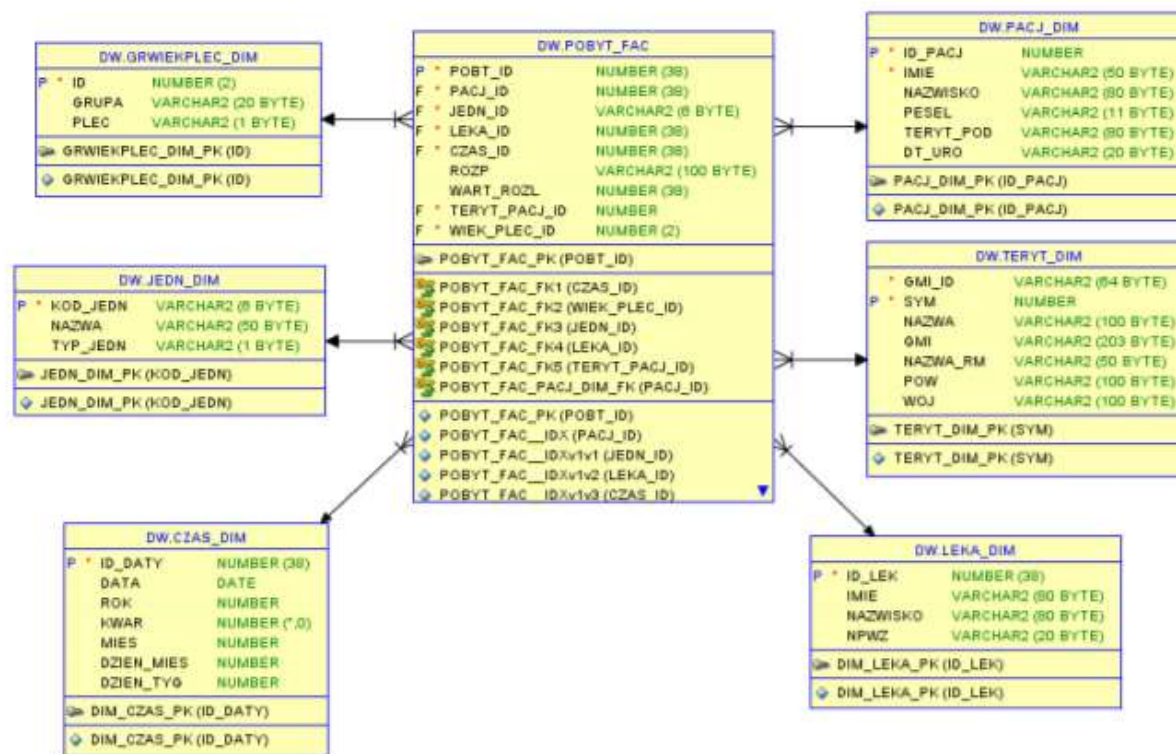 DW.GRWIEKPLEC_DIM
P * ID NUMBER (2)
GRUPA VARCHAR2 (20 BYTE)
PLEC VARCHAR2 (1 BYTE)
GRWIEKPLEC_DIM_PK (ID)
GRWIEKPLEC_DIM_PK (ID)
DW.JEDN_DIM
P * KOD_JEDN VARCHAR2 (6 BYTE)
NAZWA VARCHAR2 (50 BYTE)
TYP_JEDN VARCHAR2 (1 BYTE)
JEDN_DIM_PK (KOD_JEDN)
JEDN_DIM_PK (KOD_JEDN)
DW.CZAS_DIM
P * ID_DATY NUMBER (38)
DATA DATE
ROK NUMBER
KWAR NUMBER (*,0)
MIES NUMBER
DZIEN_MIES NUMBER
DZIEN_TYG NUMBER
DIM_CZAS_PK (ID_DATY)
DIM_CZAS_PK (ID_DATY)
DW.POBYT_FAC
P * POBT_ID NUMBER (38)
F * PACJ_ID NUMBER (38)
F * JEDN_ID VARCHAR2 (6 BYTE)
F * LEKA_ID NUMBER (38)
F * CZAS_ID NUMBER (38)
ROZP VARCHAR2 (100 BYTE)
WART_ROZL NUMBER (38)
F * TERYT_PACJ_ID NUMBER
F * WIEK_PLEC_ID NUMBER (2)
POBYT_FAC_PK (POBT_ID)
POBYT_FAC_FK1 (CZAS_ID)
POBYT_FAC_FK2 (WIEK_PLEC_ID)
POBYT_FAC_FK3 (JEDN_ID)
POBYT_FAC_FK4 (LEKA_ID)
POBYT_FAC_FK5 (TERYT_PACJ_ID)
POBYT_FAC_PACJ_DIM_FK (PACJ_ID)
POBYT_FAC_PK (POBT_ID)
POBYT_FAC__IDX (PACJ_ID)
POBYT_FAC__IDXv1v1 (JEDN_ID)
POBYT_FAC__IDXv1v2 (LEKA_ID)
POBYT_FAC__IDXv1v3 (CZAS_ID)
DW.PACJ_DIM
P * ID_PACJ NUMBER
* IMIE VARCHAR2 (50 BYTE)
NAZWISKO VARCHAR2 (80 BYTE)
PESEL VARCHAR2 (11 BYTE)
TERYT_POD VARCHAR2 (80 BYTE)
DT_URO VARCHAR2 (20 BYTE)
PACJ_DIM_PK (ID_PACJ)
PACJ_DIM_PK (ID_PACJ)
DW.TERYT_DIM
* GMI_ID VARCHAR2 (64 BYTE)
P * SYM NUMBER
NAZWA VARCHAR2 (100 BYTE)
GMI VARCHAR2 (203 BYTE)
NAZWA_RM VARCHAR2 (50 BYTE)
POW VARCHAR2 (100 BYTE)
WOJ VARCHAR2 (100 BYTE)
TERYT_DIM_PK (SYM)
TERYT_DIM_PK (SYM)
DW.LEKA_DIM
P * ID_LEK NUMBER (38)
IMIE VARCHAR2 (80 BYTE)
NAZWISKO VARCHAR2 (80 BYTE)
NPWZ VARCHAR2 (20 BYTE)
DIM_LEKA_PK (ID_LEK)
DIM_LEKA_PK (ID_LEK)